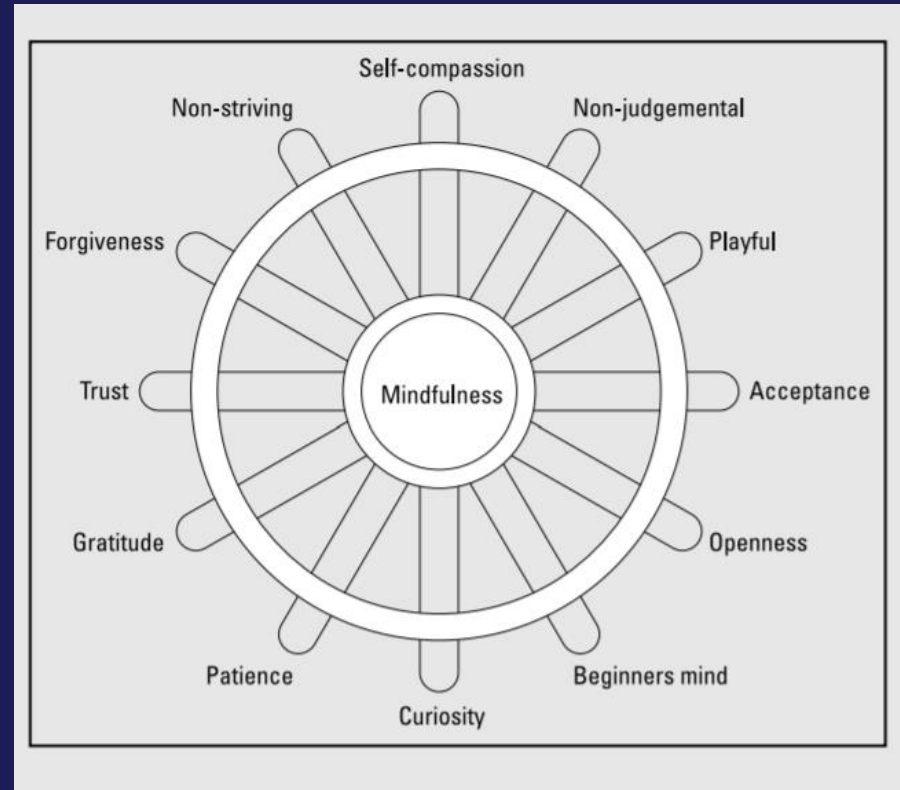 Self-compassion
Non-striving
Non-judgemental
Forgiveness
Playful
Trust
Mindfulness
Acceptance
Gratitude
Openness
Patience
Beginners mind
Curiosity